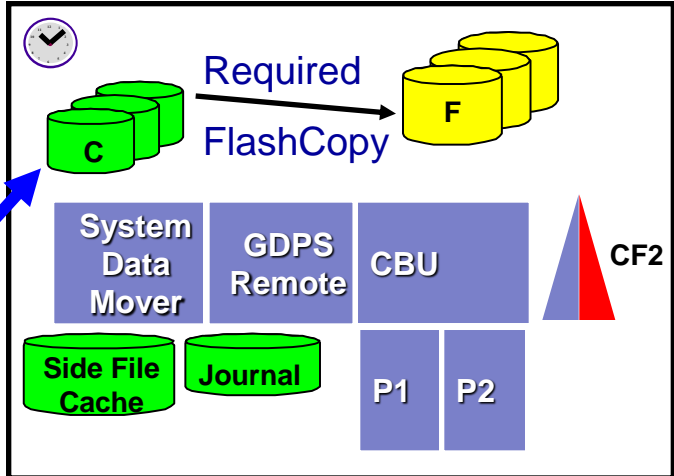 Required
FlashCopy
C
F
System
Data
Mover
GDPS
Remote
CBU
CF2
Side File
Cache
Journal
P1
P2